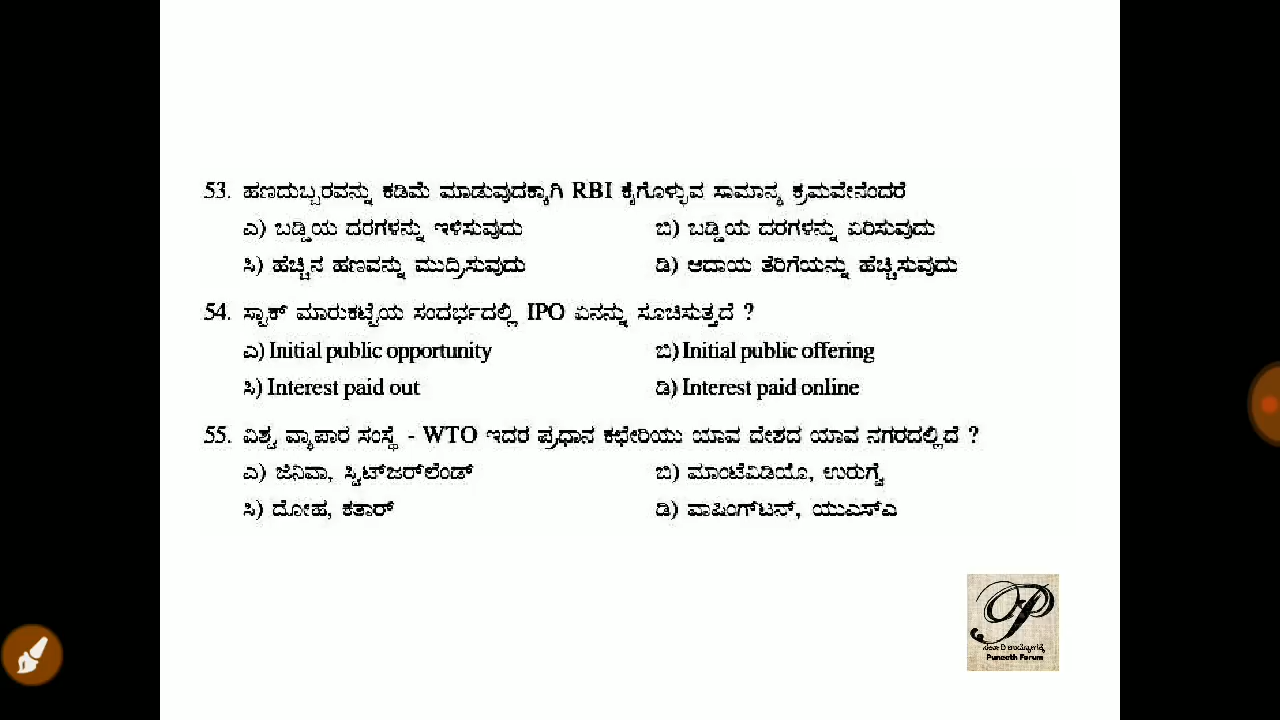 53. ಹಣದುಬ್ಬರವನ್ನು ಕಡಿಮೆ ಮಾಡುವುದಕ್ಕಾಗಿ RBI ಕೈಗೊಳ್ಳುವ ಸಾಮಾನ್ಯ ಕ್ರಮವೇನೆಂದರೆ
ಎ) ಬಡ್ಡಿಯ ದರಗಳನ್ನು ಇಳಿಸುವುದು ಬಿ) ಬಡ್ಡಿಯ ದರಗಳನ್ನು ಏರಿಸುವುದು
ಸಿ) ಹೆಚ್ಚಿನ ಹಣವನ್ನು ಮುದ್ರಿಸುವುದು ಡಿ) ಆದಾಯ ತೆರಿಗೆಯನ್ನು ಹೆಚ್ಚಿಸುವುದು
54. ಸ್ಟಾಕ್ ಮಾರುಕಟ್ಟೆಯ ಸಂದರ್ಭದಲ್ಲಿ IPO ಏನನ್ನು ಸೂಚಿಸುತ್ತದೆ ?
ಎ) Initial public opportunity ಬಿ) Initial public offering
ಸಿ) Interest paid out ಡಿ) Interest paid online
55. ವಿಶ್ವ ವ್ಯಾಪಾರ ಸಂಸ್ಥೆ - WTO ಇದರ ಪ್ರಧಾನ ಕಛೇರಿಯು ಯಾವ ದೇಶದ ಯಾವ ನಗರದಲ್ಲಿದೆ ?
ಎ) ಜಿನಿವಾ, ಸ್ವಿಟ್‌ಜರ್‌ಲೆಂಡ್ ಬಿ) ಮಾಂಟೆವಿಡಿಯೊ, ಉರುಗ್ವೆ
ಸಿ) ದೋಹ, ಕತಾರ್ ಡಿ) ವಾಷಿಂಗ್‌ಟನ್, ಯುಎಸ್‌ಎ
P
Puneeth Forum